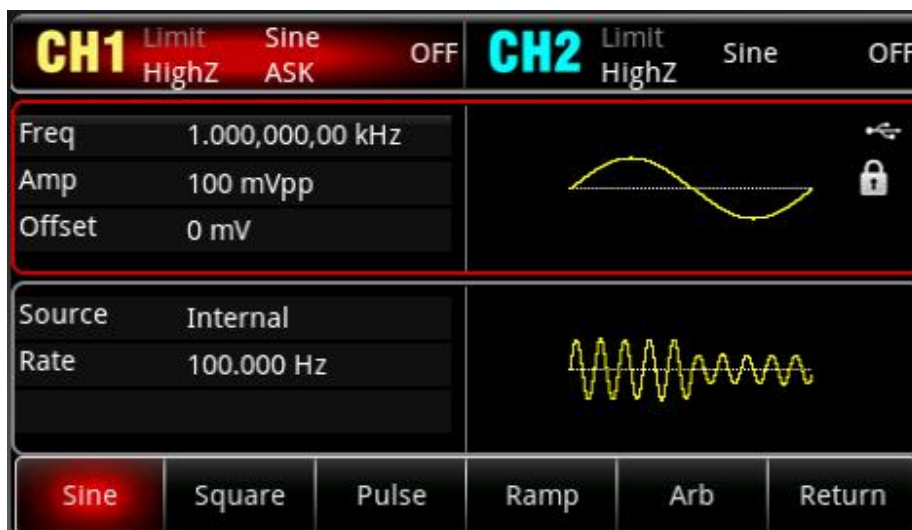 CH1 Limit Sine OFF CH2 Limit Sine OFF
HighZ ASK HighZ
Freq 1.000,000,00 kHz
Amp 100 mVpp
Offset 0 mV
Source Internal
Rate 100.000 Hz
Sine Square Pulse Ramp Arb Return